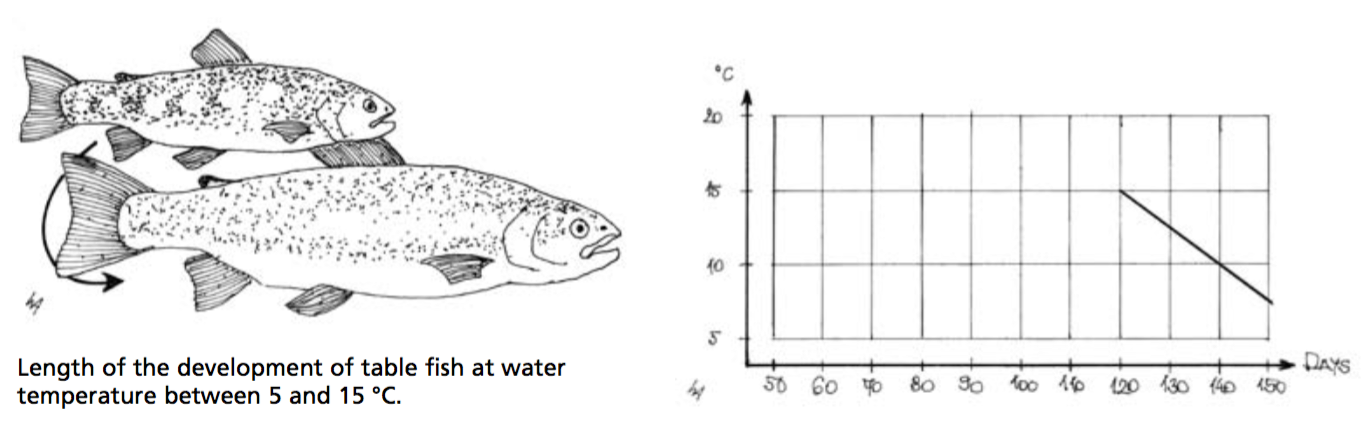 Length of the development of table fish at water
temperature between 5 and 15 °C.
°C
20
15
10
5
50 60 70 80 90 100 110 120 130 140 150 DAYS